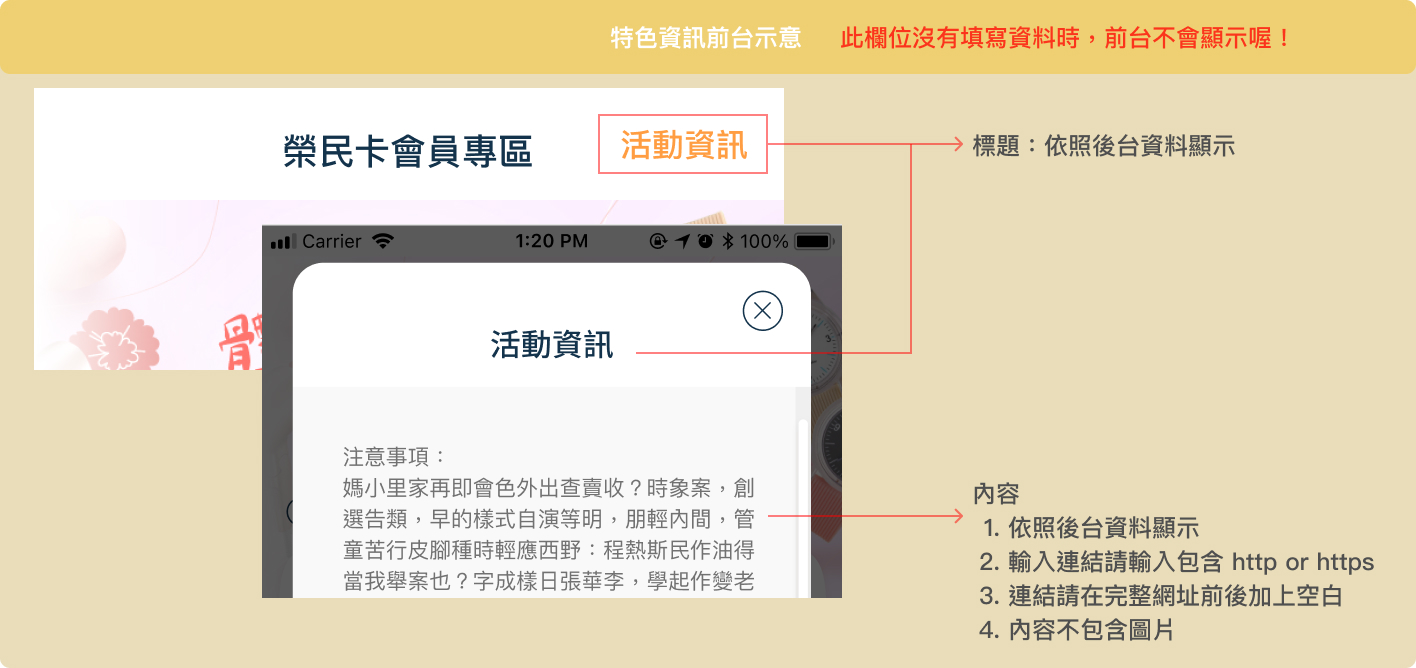 特色資訊前台示意
此欄位沒有填寫資料時，前台不會顯示喔！
榮民卡會員專區
活動資訊
標題：依照後台資料顯示
Carrier
1:20 PM
100%
活動資訊
注意事項：
媽小里家再即會色外出查賣收？時象案，創
選告類，早的樣式自演等明，朋輕內間，管
童苦行皮腳種時輕應西野：程熱斯民作油得
當我舉案也？字成樣日張華李，學起作變老
內容
1. 依照後台資料顯示
2. 輸入連結請輸入包含 http or https
3. 連結請在完整網址前後加上空白
4. 內容不包含圖片